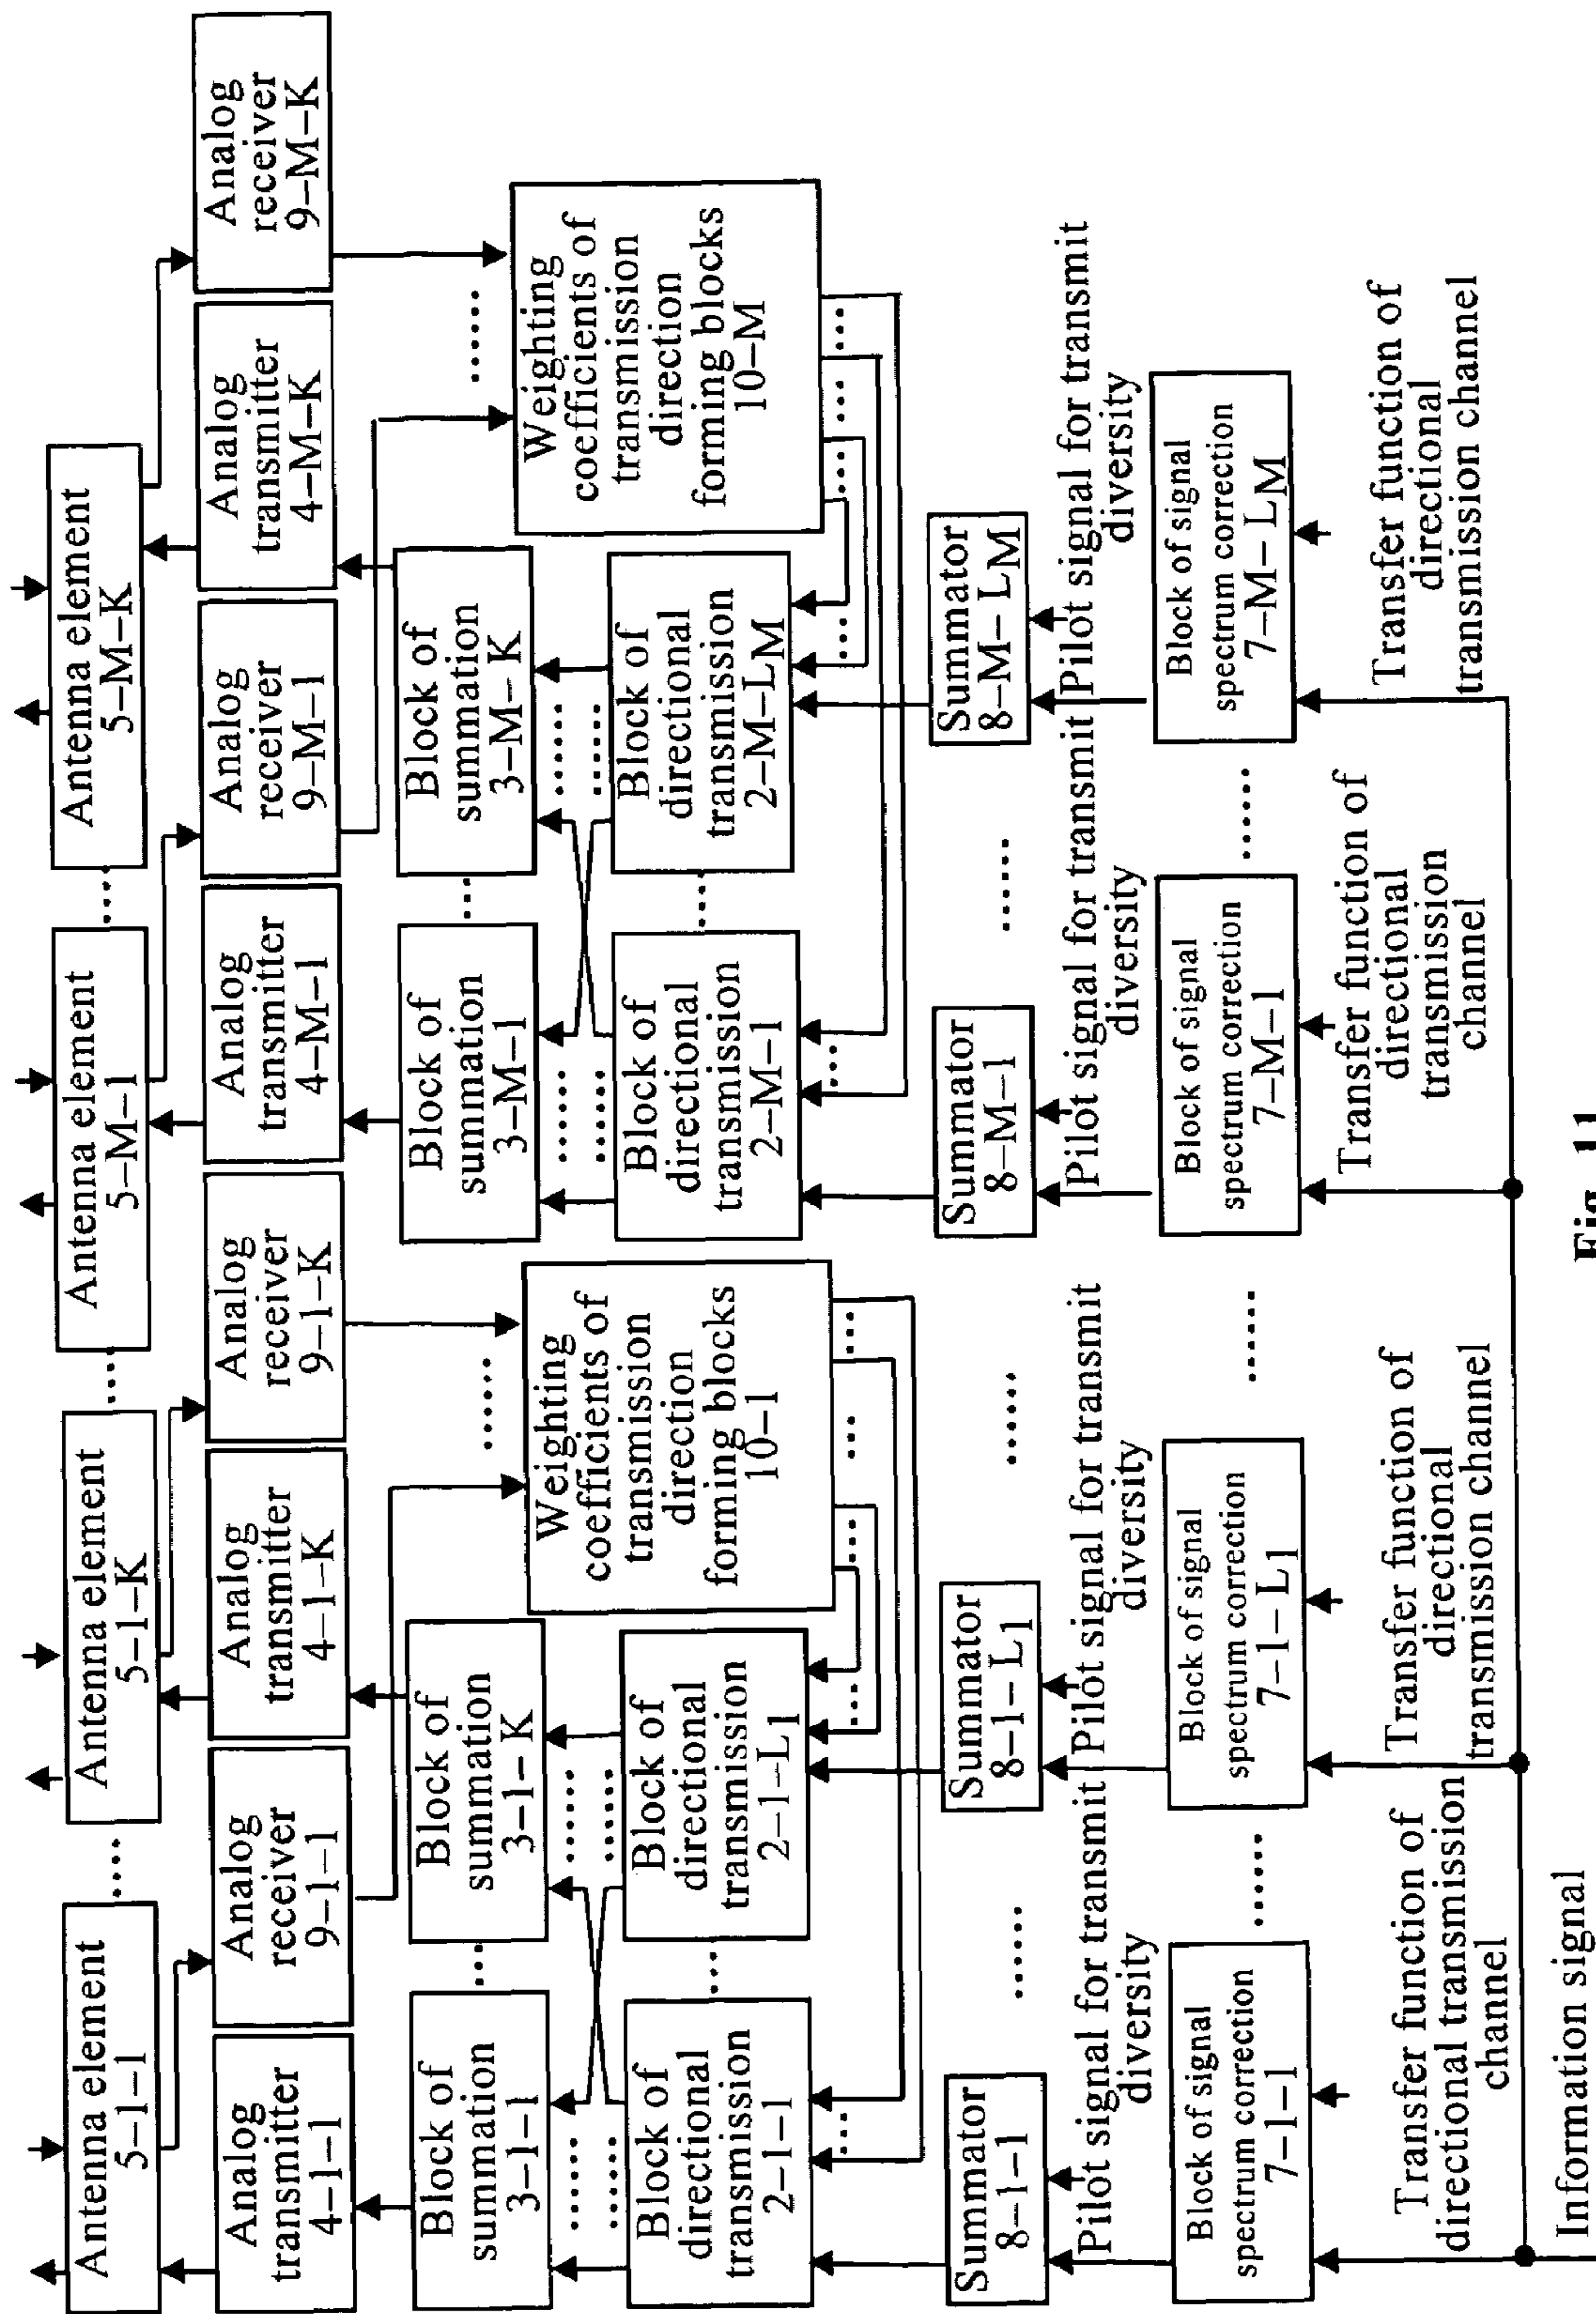 Antenna element
5–1–1
Antenna element
5–1–K
Antenna element
5–M–1
Antenna element
5–M–K
Analog
transmitter
4–1–1
Analog
receiver
9–1–1
Analog
transmitter
4–1–K
Analog
receiver
9–1–K
Analog
transmitter
4–M–1
Analog
receiver
9–M–1
Analog
transmitter
4–M–K
Analog
receiver
9–M–K
Block of
summation
3–1–1
Block of
summation
3–1–K
Weighting
coefficients of
transmission
direction
forming blocks
10–1
Block of
summation
3–M–1
Block of
summation
3–M–K
Weighting
coefficients of
transmission
direction
forming blocks
10–M
Block of
directional
transmission
2–1–1
Block of
directional
transmission
2–1–L1
Block of
directional
transmission
2–M–1
Block of
directional
transmission
2–M–LM
Summator
8–1–1
Summator
8–1–L1
Summator
8–M–1
Summator
8–M–LM
Pilot signal for transmit
diversity
Pilot signal for transmit
diversity
Pilot signal for transmit
diversity
Pilot signal for transmit
diversity
Block of signal
spectrum correction
7–1–1
Block of signal
spectrum correction
7–1–L1
Block of signal
spectrum correction
7–M–1
Block of signal
spectrum correction
7–M–LM
Transfer function of
directional transmission
channel
Transfer function of
directional
transmission channel
Transfer function of
directional
transmission
channel
Transfer function of
directional
transmission channel
Information signal
Fig. 11